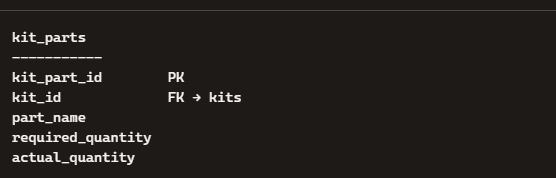 kit_parts
-----------
kit_part_id        PK
kit_id             FK → kits
part_name
required_quantity
actual_quantity